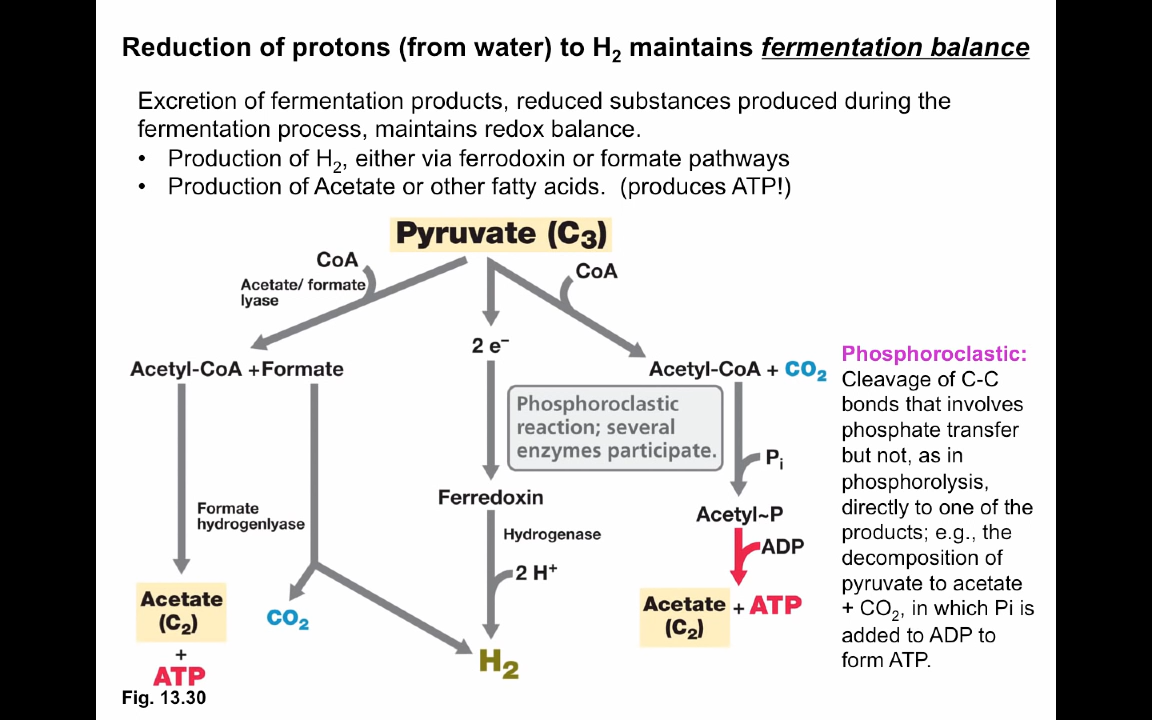 Reduction of protons (from water) to H₂ maintains fermentation balance
Excretion of fermentation products, reduced substances produced during the
fermentation process, maintains redox balance.
• Production of H₂, either via ferrodoxin or formate pathways
• Production of Acetate or other fatty acids. (produces ATP!)
Pyruvate (C₃)
CoA
Acetate/ formate
lyase
CoA
2 e⁻
Acetyl-CoA +Formate
Acetyl-CoA + CO₂
Phosphoroclastic
reaction; several
enzymes participate.
Pᵢ
Formate
hydrogenlyase
Ferredoxin
Hydrogenase
2 H⁺
Acetyl~P
ADP
Acetate
(C₂)
+
ATP
CO₂
H₂
Acetate
(C₂)
+ ATP
Phosphoroclastic:
Cleavage of C-C
bonds that involves
phosphate transfer
but not, as in
phosphorolysis,
directly to one of the
products; e.g., the
decomposition of
pyruvate to acetate
+ CO₂, in which Pi is
added to ADP to
form ATP.
Fig. 13.30